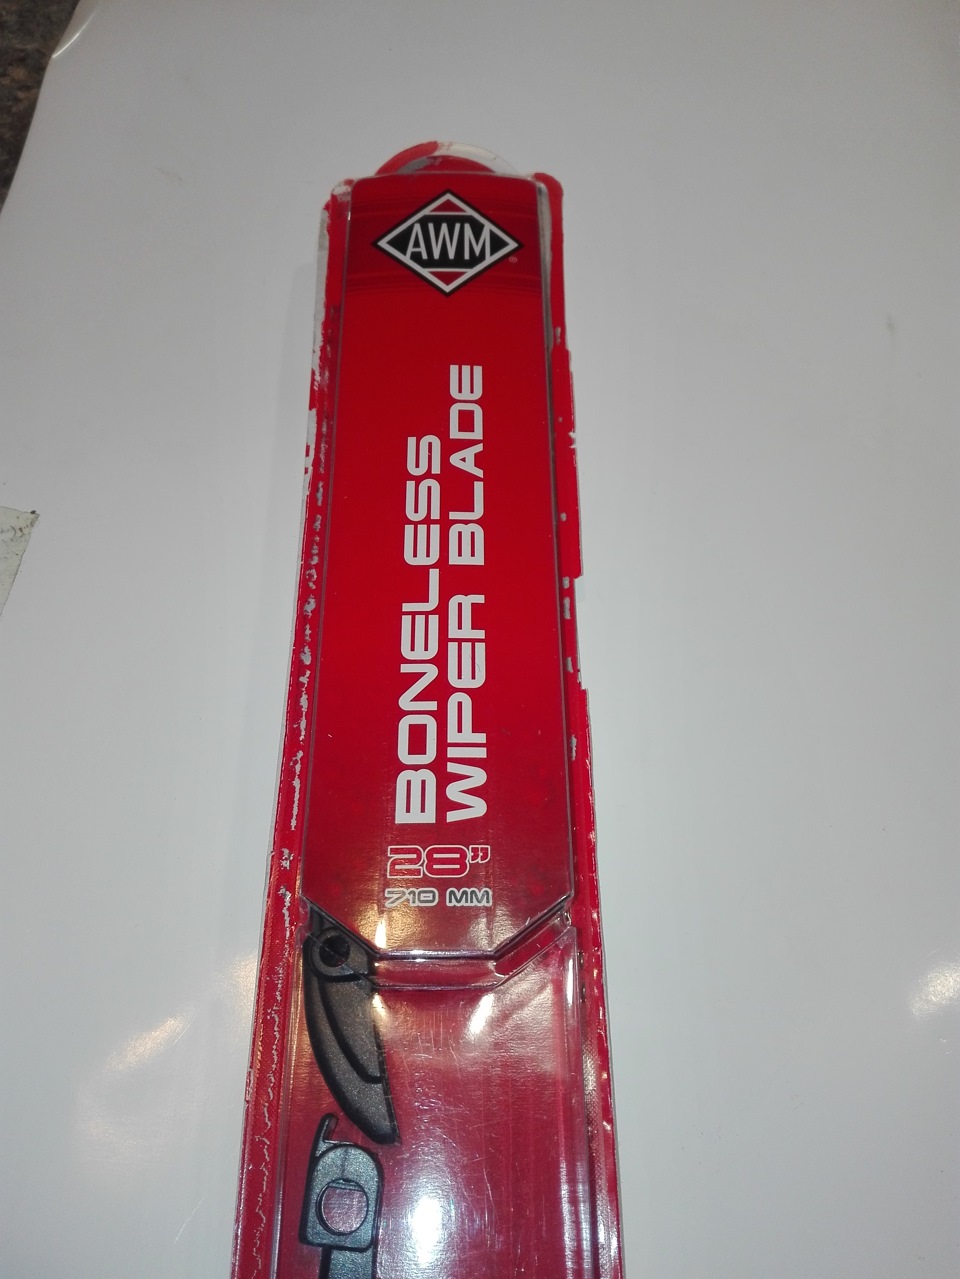 AWM
®
BONELESS
WIPER BLADE
28"
710 MM